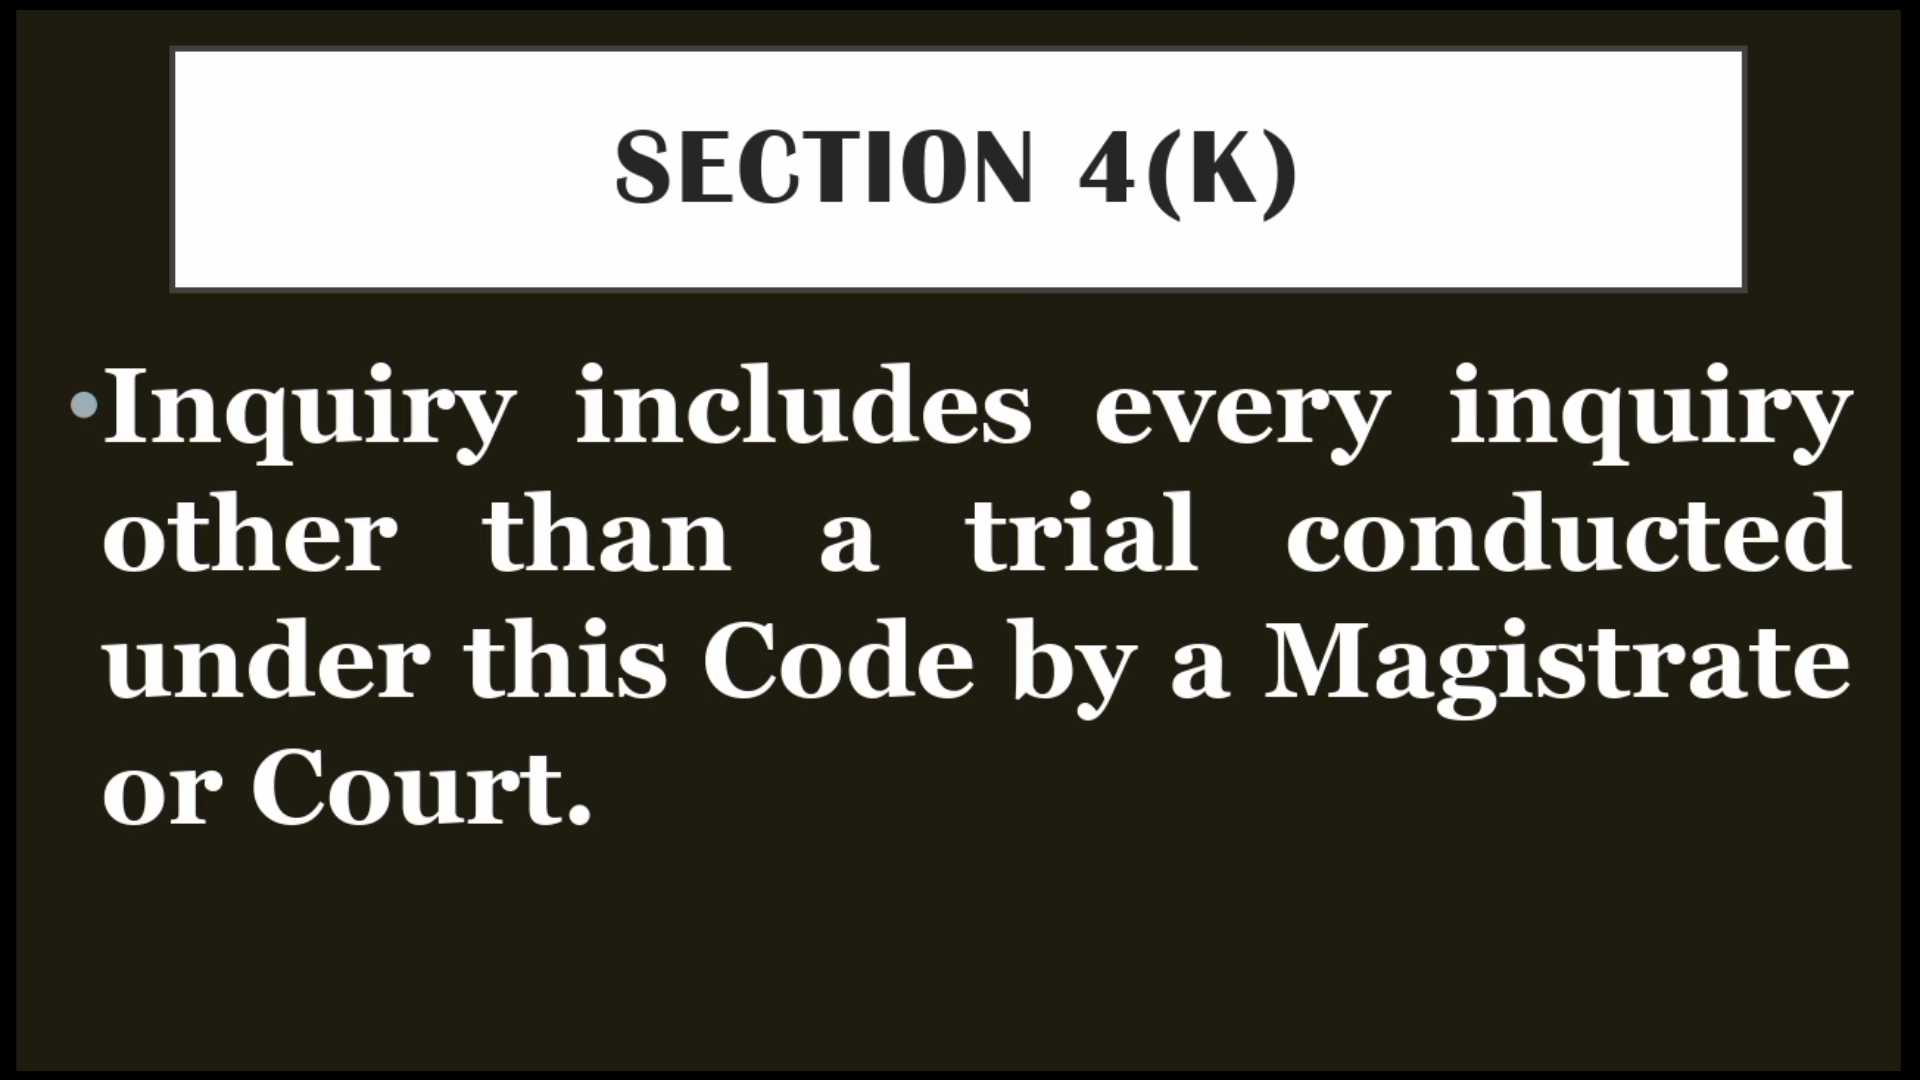 SECTION 4(K)
•Inquiry includes every inquiry
other than a trial conducted
under this Code by a Magistrate
or Court.